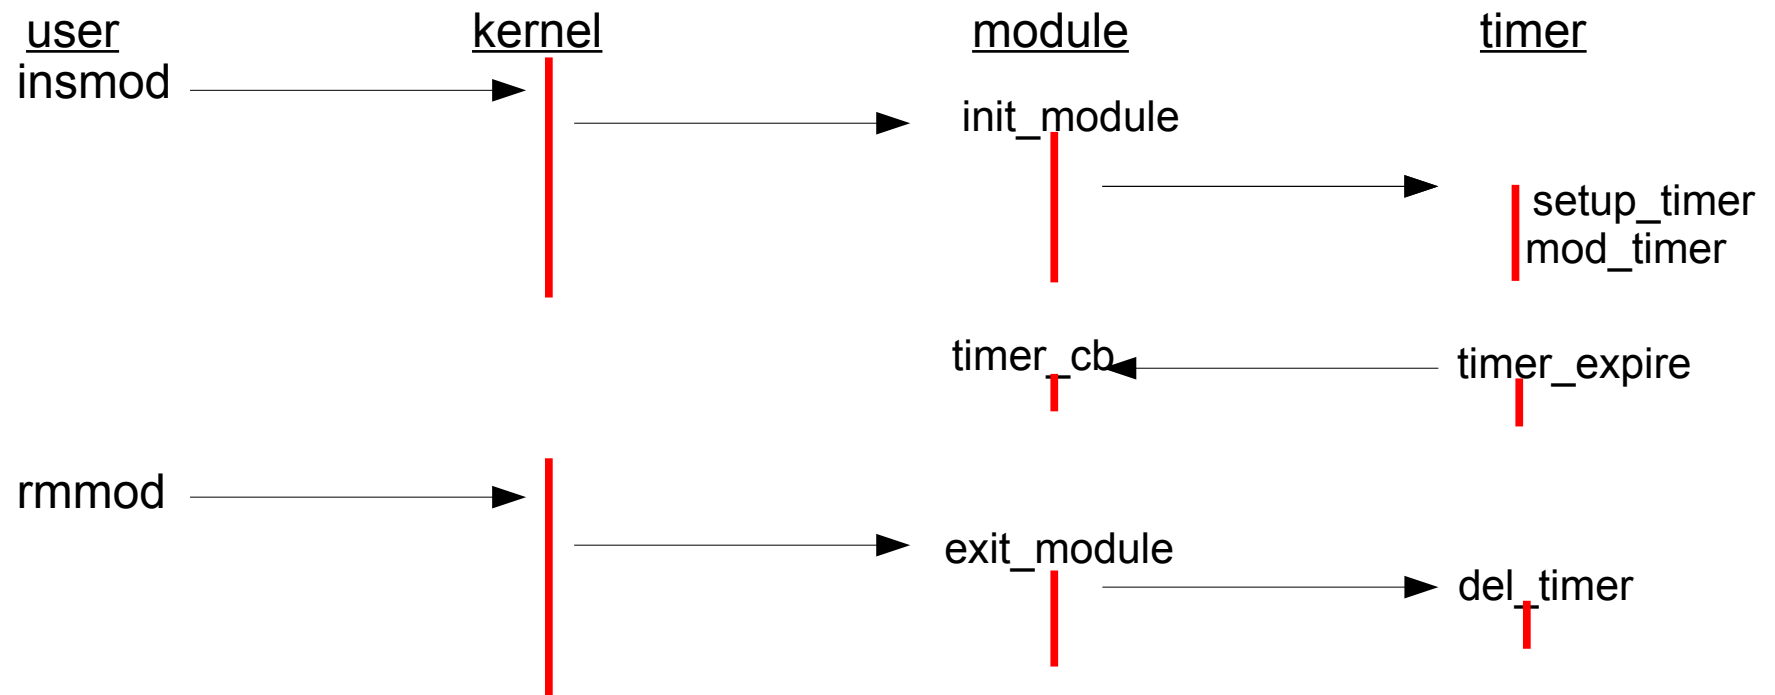 user
kernel
module
timer
insmod
init_module
setup_timer
mod_timer
timer_cb
timer_expire
rmmod
exit_module
del_timer